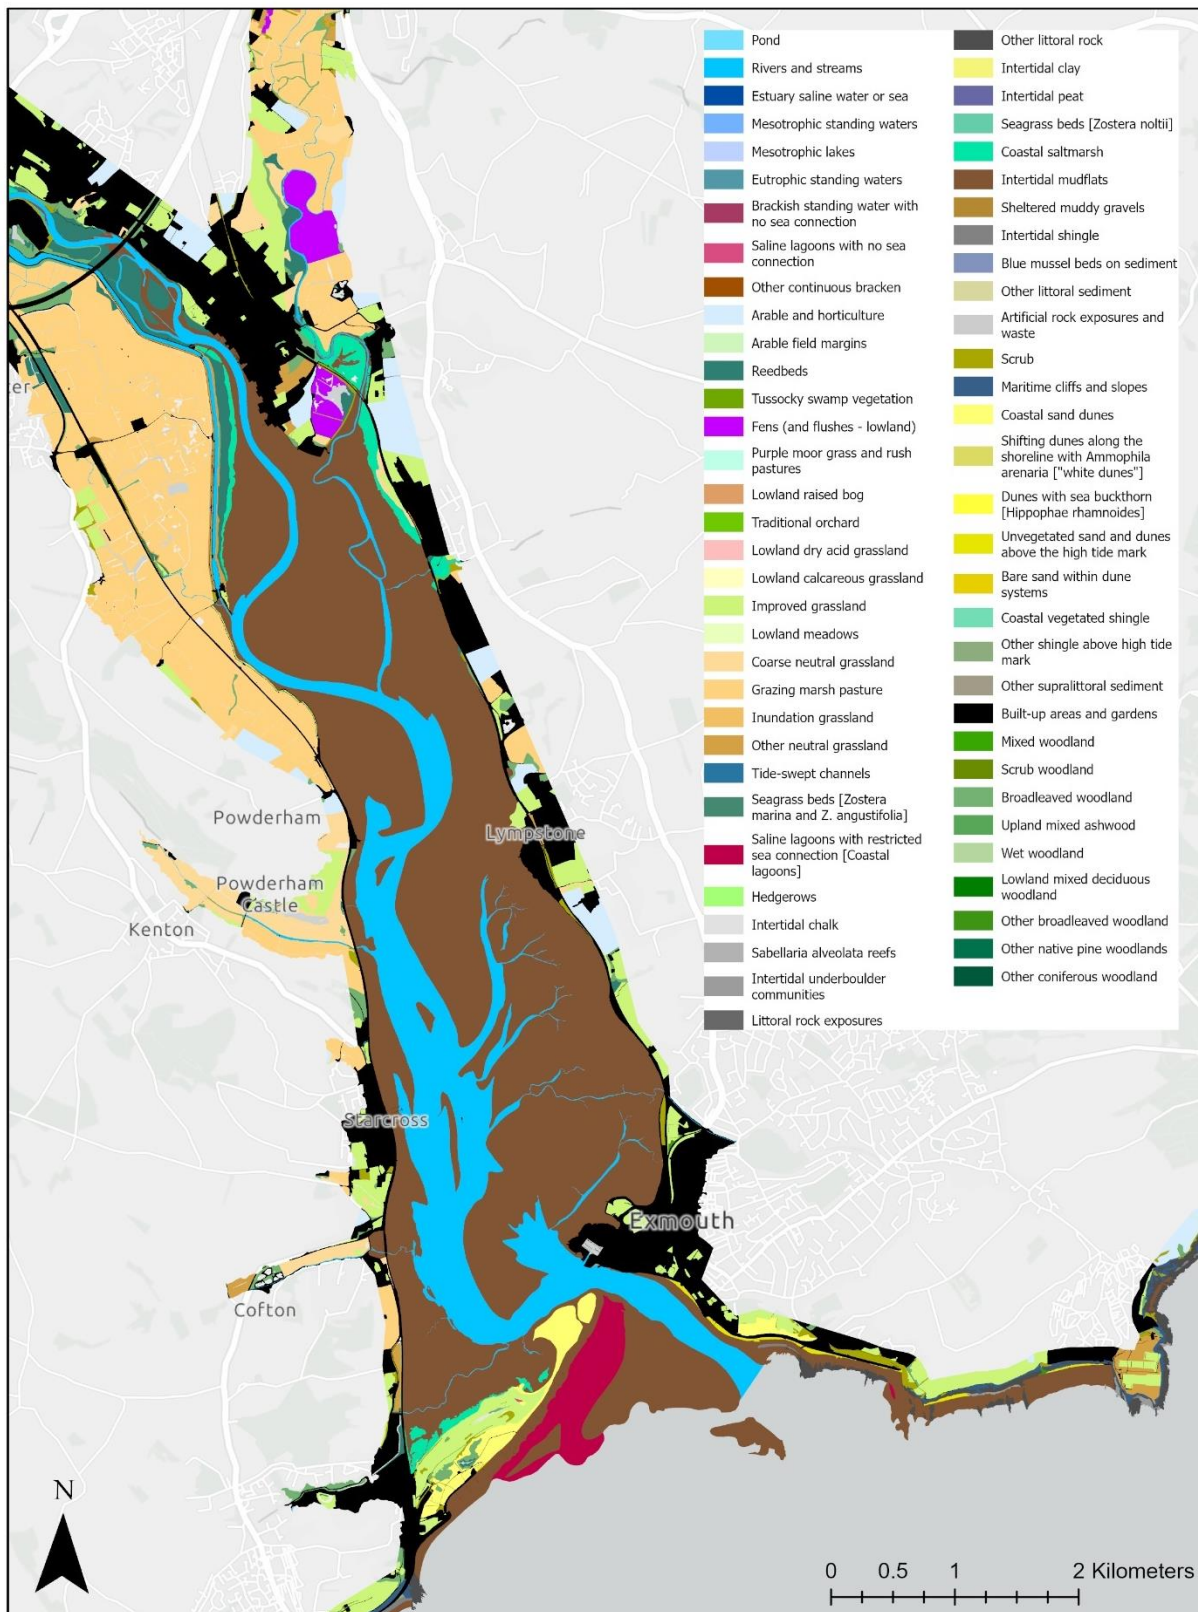 Pond
Rivers and streams
Estuary saline water or sea
Mesotrophic standing waters
Mesotrophic lakes
Eutrophic standing waters
Brackish standing water with
no sea connection
Saline lagoons with no sea
connection
Other continuous bracken
Arable and horticulture
Arable field margins
Reedbeds
Tussocky swamp vegetation
Fens (and flushes - lowland)
Purple moor grass and rush
pastures
Lowland raised bog
Traditional orchard
Lowland dry acid grassland
Lowland calcareous grassland
Improved grassland
Lowland meadows
Coarse neutral grassland
Grazing marsh pasture
Inundation grassland
Other neutral grassland
Tide-swept channels
Seagrass beds [Zostera
marina and Z. angustifolia]
Saline lagoons with restricted
sea connection [Coastal
lagoons]
Hedgerows
Intertidal chalk
Sabellaria alveolata reefs
Intertidal underboulder
communities
Littoral rock exposures
Other littoral rock
Intertidal clay
Intertidal peat
Seagrass beds [Zostera noltii]
Coastal saltmarsh
Intertidal mudflats
Sheltered muddy gravels
Intertidal shingle
Blue mussel beds on sediment
Other littoral sediment
Artificial rock exposures and
waste
Scrub
Maritime cliffs and slopes
Coastal sand dunes
Shifting dunes along the
shoreline with Ammophila
arenaria ["white dunes"]
Dunes with sea buckthorn
[Hippophae rhamnoides]
Unvegetated sand and dunes
above the high tide mark
Bare sand within dune
systems
Coastal vegetated shingle
Other shingle above high tide
mark
Other supralittoral sediment
Built-up areas and gardens
Mixed woodland
Scrub woodland
Broadleaved woodland
Upland mixed ashwood
Wet woodland
Lowland mixed deciduous
woodland
Other broadleaved woodland
Other native pine woodlands
Other coniferous woodland
ter
Powderham
Lympstone
Powderham
Castle
Kenton
Starcross
Exmouth
Cofton
N
0 0.5 1 2 Kilometers